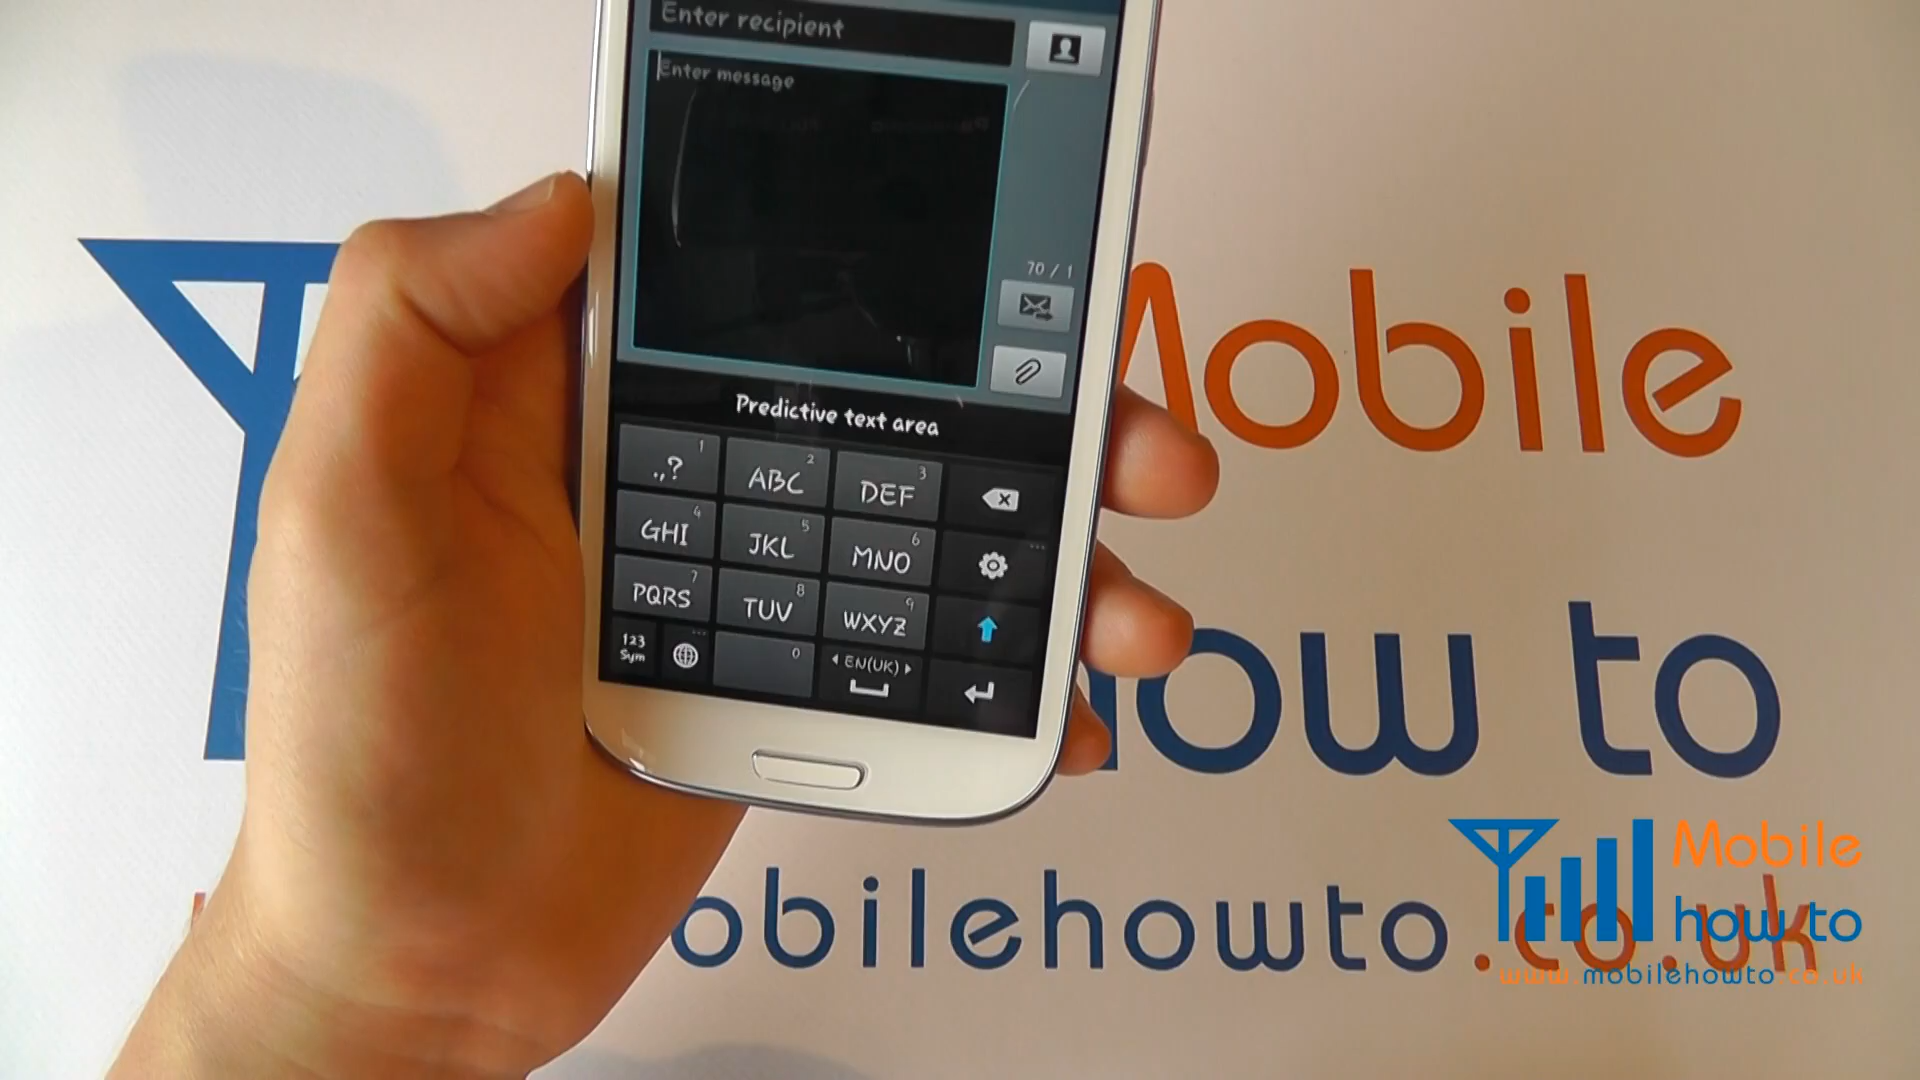 Enter recipient
Enter message
70 / 1
Predictive text area
1 2 3
.,? ABC DEF
4 5 6
GHI JKL MNO
7 8 9
PQRS TUV WXYZ
123
Sym
0
EN(UK)
Mobile
how to
mobilehowto.co.uk
Mobile
how to
www.mobilehowto.co.uk